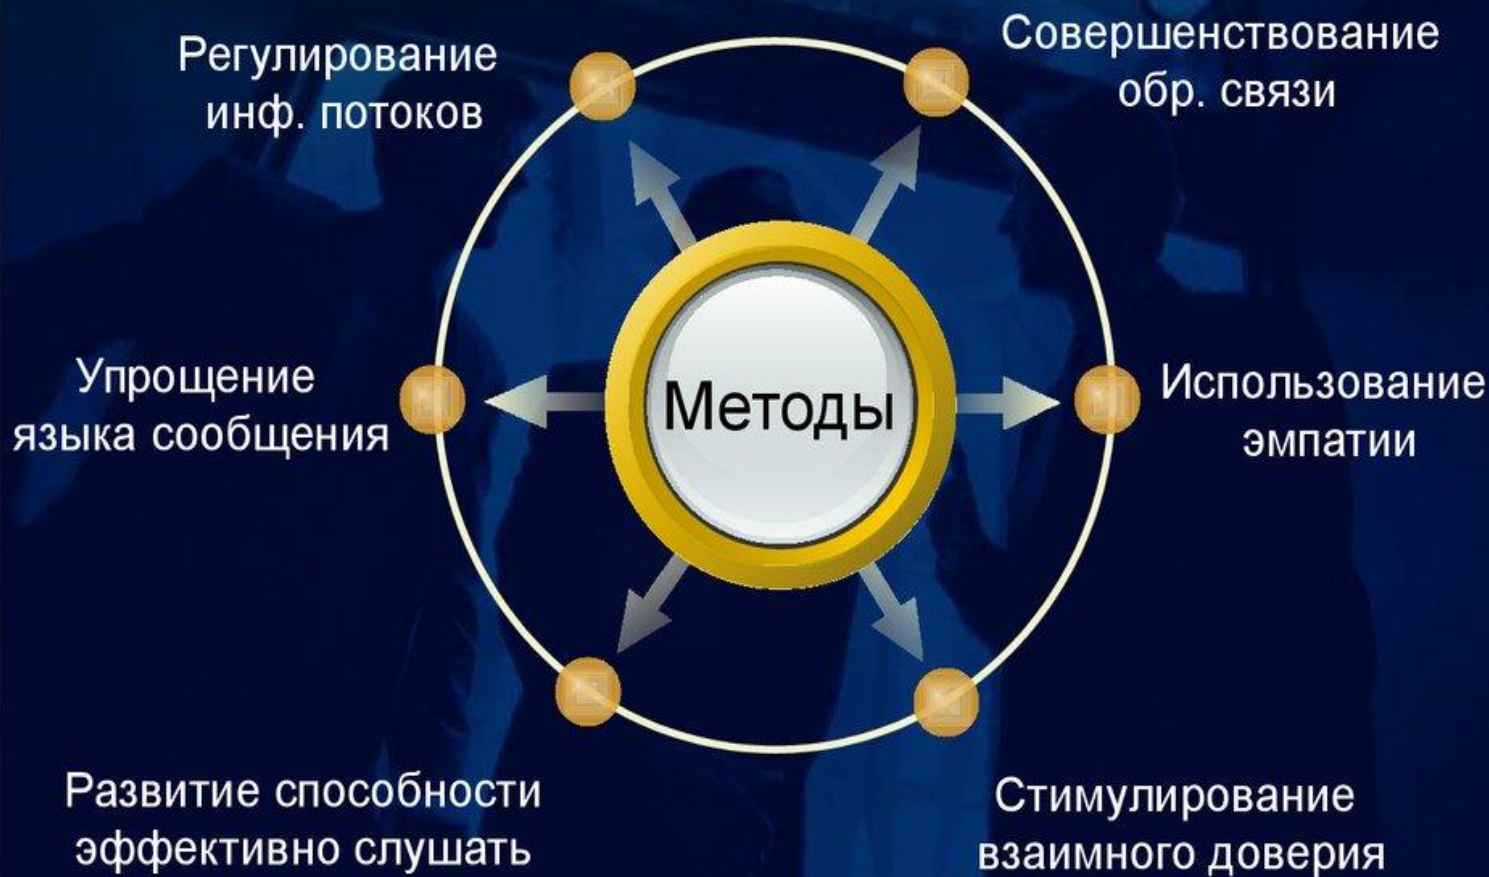 Регулирование
инф. потоков
Совершенствование
обр. связи
Упрощение
языка сообщения
Методы
Использование
эмпатии
Развитие способности
эффективно слушать
Стимулирование
взаимного доверия